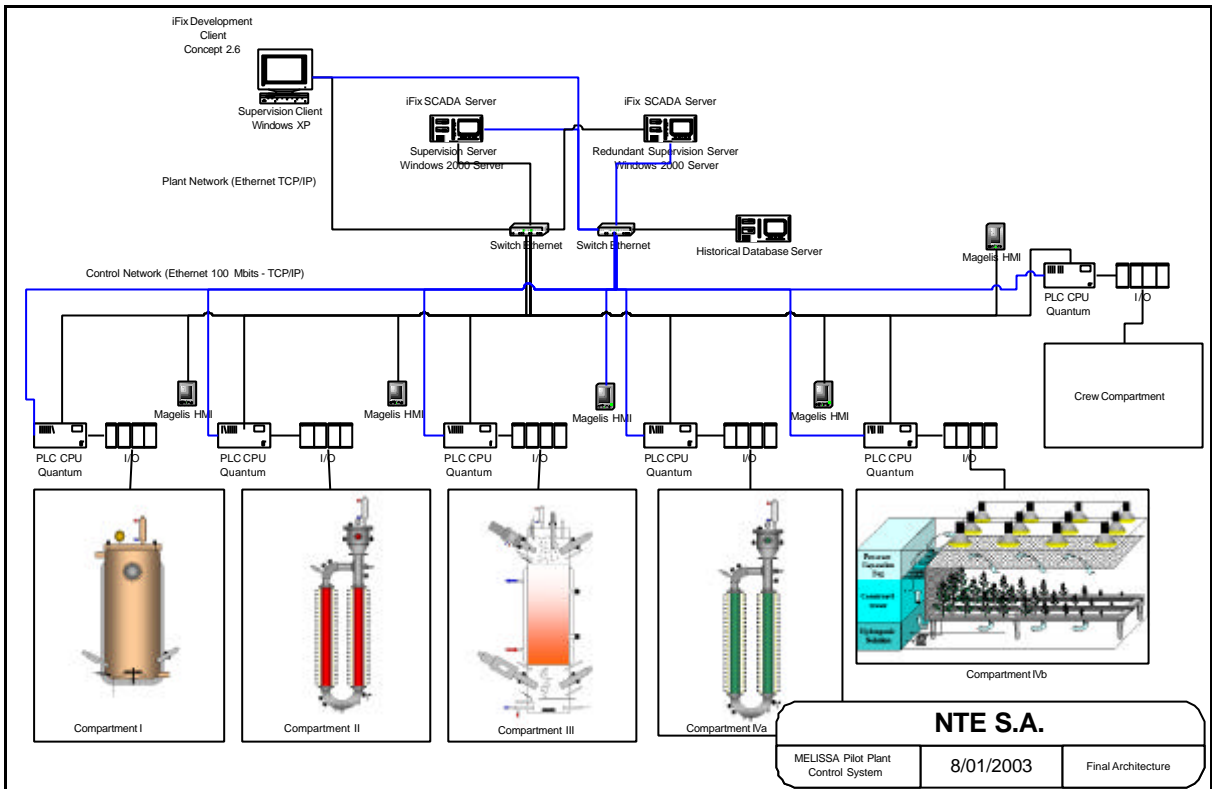 iFix Development
Client
Concept 2.6
Supervision Client
Windows XP
iFix SCADA Server
Supervision Server
Windows 2000 Server
iFix SCADA Server
Redundant Supervision Server
Windows 2000 Server
Plant Network (Ethernet TCP/IP)
Switch Ethernet
Switch Ethernet
Historical Database Server
Magelis HMI
Control Network (Ethernet 100 Mbits - TCP/IP)
PLC CPU
Quantum
I/O
Crew Compartment
Magelis HMI
Magelis HMI
Magelis HMI
Magelis HMI
PLC CPU
Quantum
I/O
PLC CPU
Quantum
I/O
PLC CPU
Quantum
I/O
PLC CPU
Quantum
I/O
PLC CPU
Quantum
I/O
Compartment I
Compartment II
Compartment III
Compartment IVa
Compartment IVb
NTE S.A.
MELISSA Pilot Plant
Control System
8/01/2003
Final Architecture